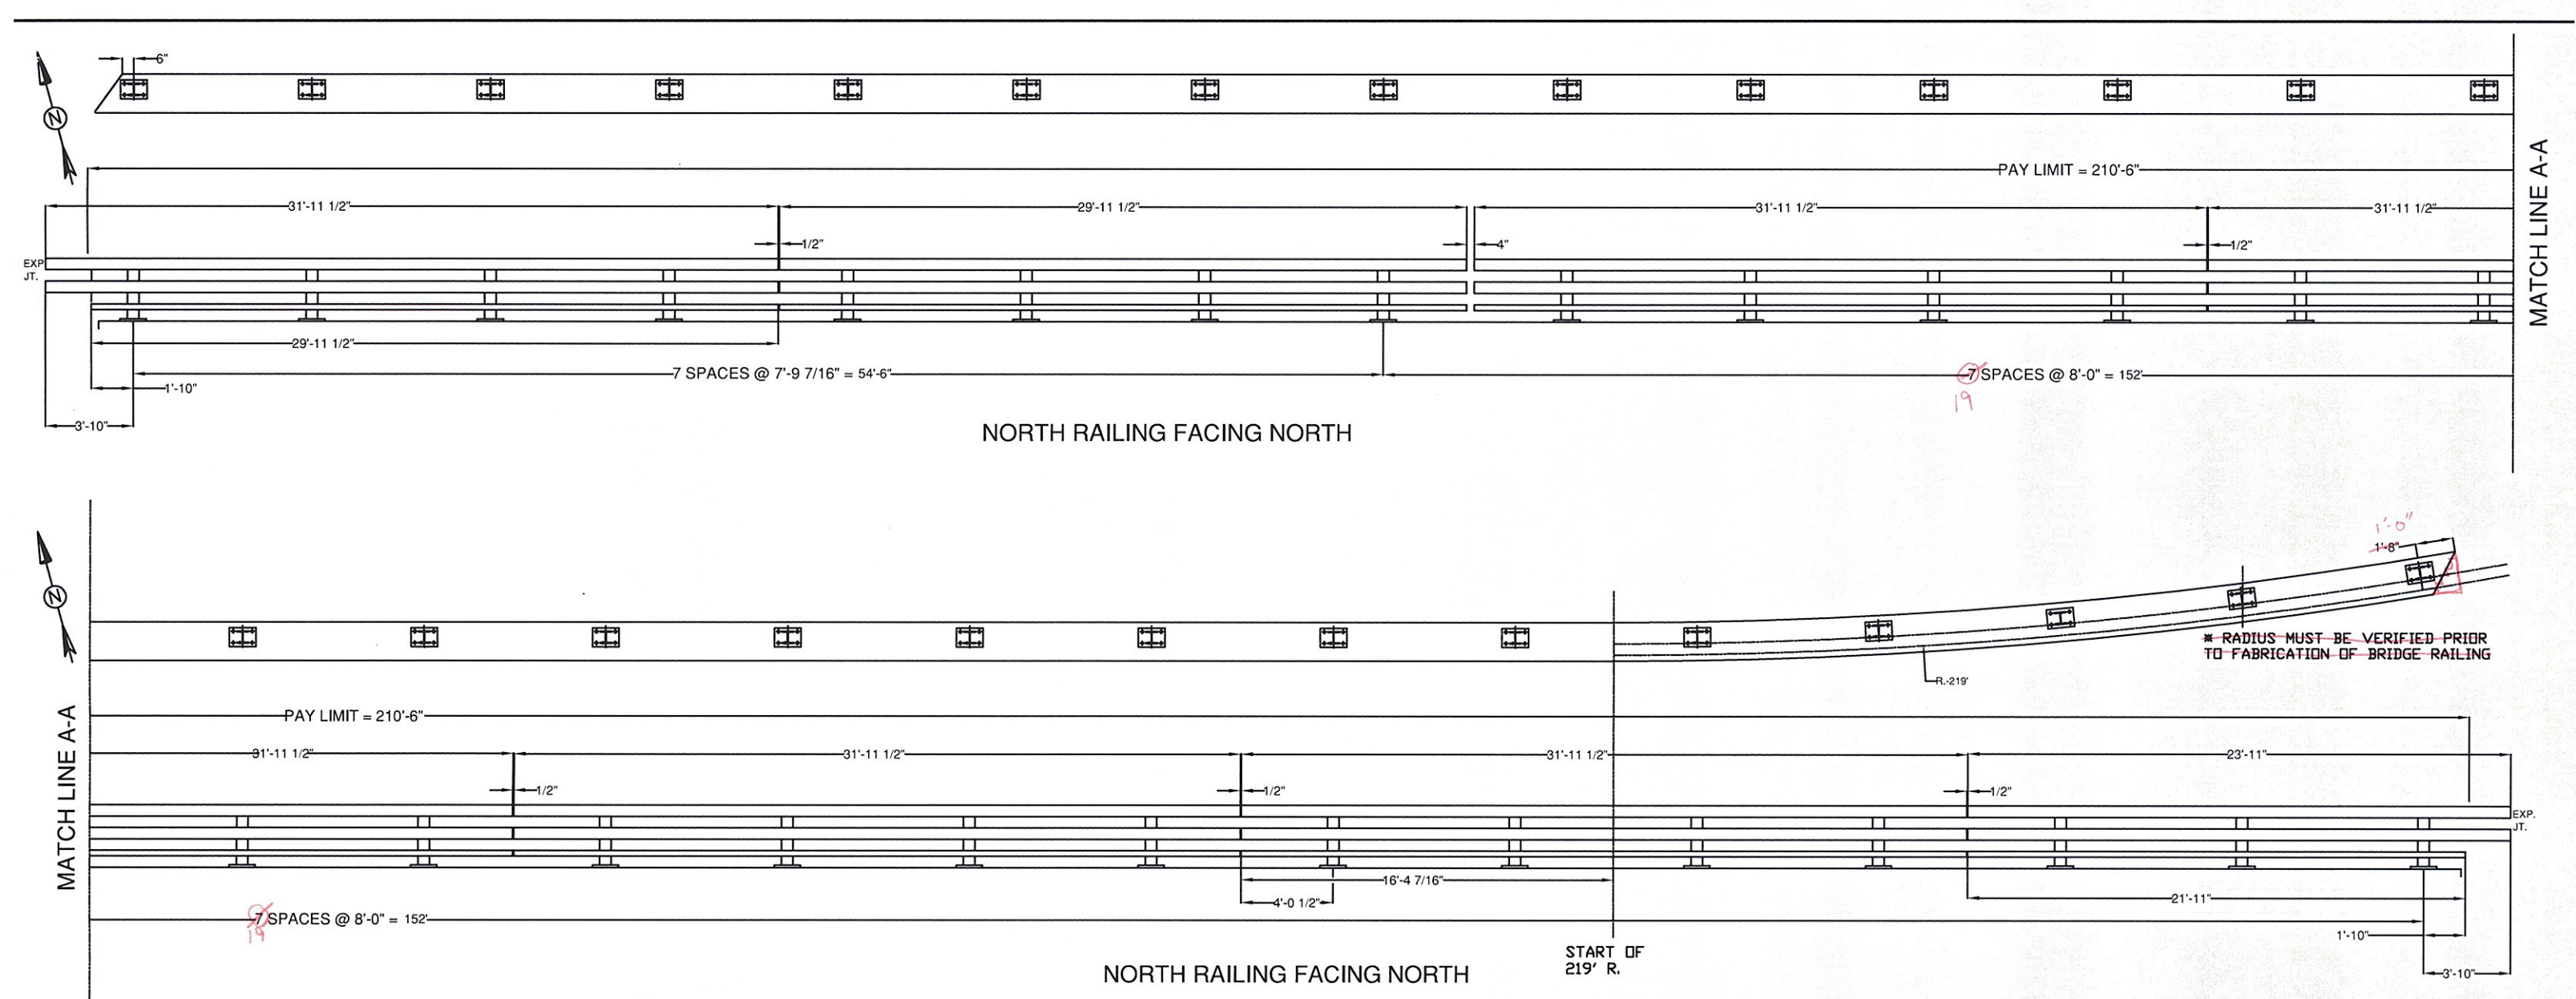 6"
N
PAY LIMIT = 210'-6"
MATCH LINE A-A
31'-11 1/2"
29'-11 1/2"
31'-11 1/2"
31'-11 1/2"
1/2"
4"
1/2"
EXP
JT.
29'-11 1/2"
7 SPACES @ 7'-9 7/16" = 54'-6"
7 SPACES @ 8'-0" = 152'
19
1'-10"
3'-10"
NORTH RAILING FACING NORTH
1'-0"
1'-8"
N
※ RADIUS MUST BE VERIFIED PRIOR
TO FABRICATION OF BRIDGE RAILING
R.-219'
MATCH LINE A-A
PAY LIMIT = 210'-6"
31'-11 1/2"
31'-11 1/2"
31'-11 1/2"
23'-11"
1/2"
1/2"
1/2"
EXP.
JT.
16'-4 7/16"
4'-0 1/2"
21'-11"
7 SPACES @ 8'-0" = 152'
19
1'-10"
START OF
219' R.
3'-10"
NORTH RAILING FACING NORTH